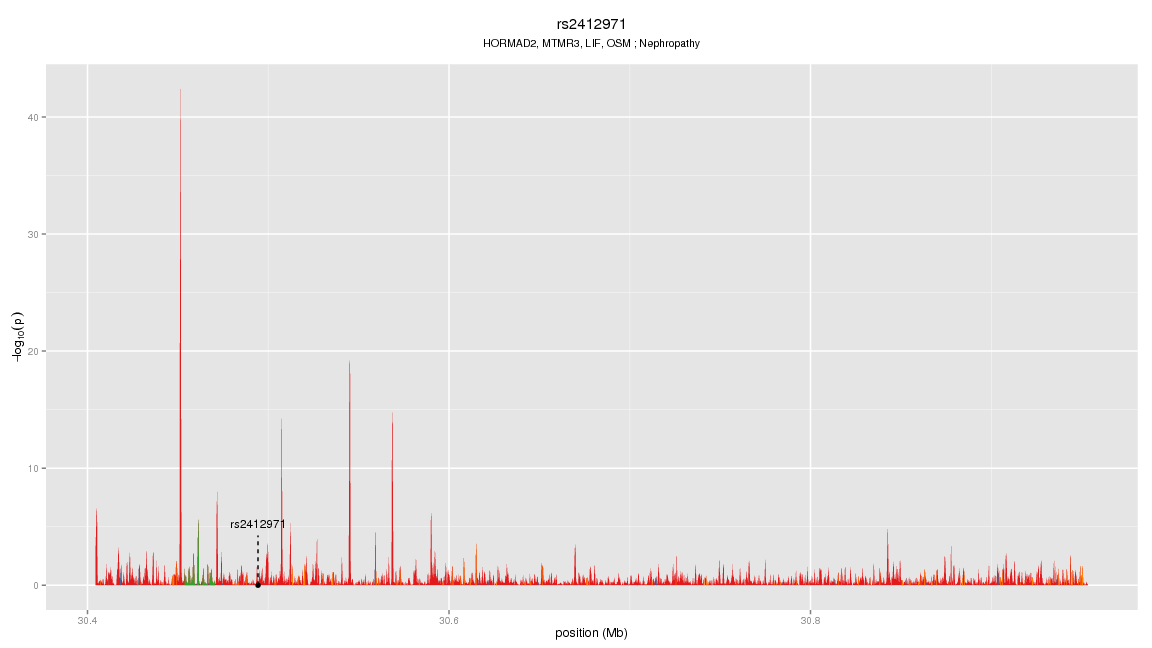 rs2412971
HORMAD2, MTMR3, LIF, OSM ; Nephropathy
40
30
20
10
0
-log10(p)
rs2412971
30.4
30.6
30.8
position (Mb)